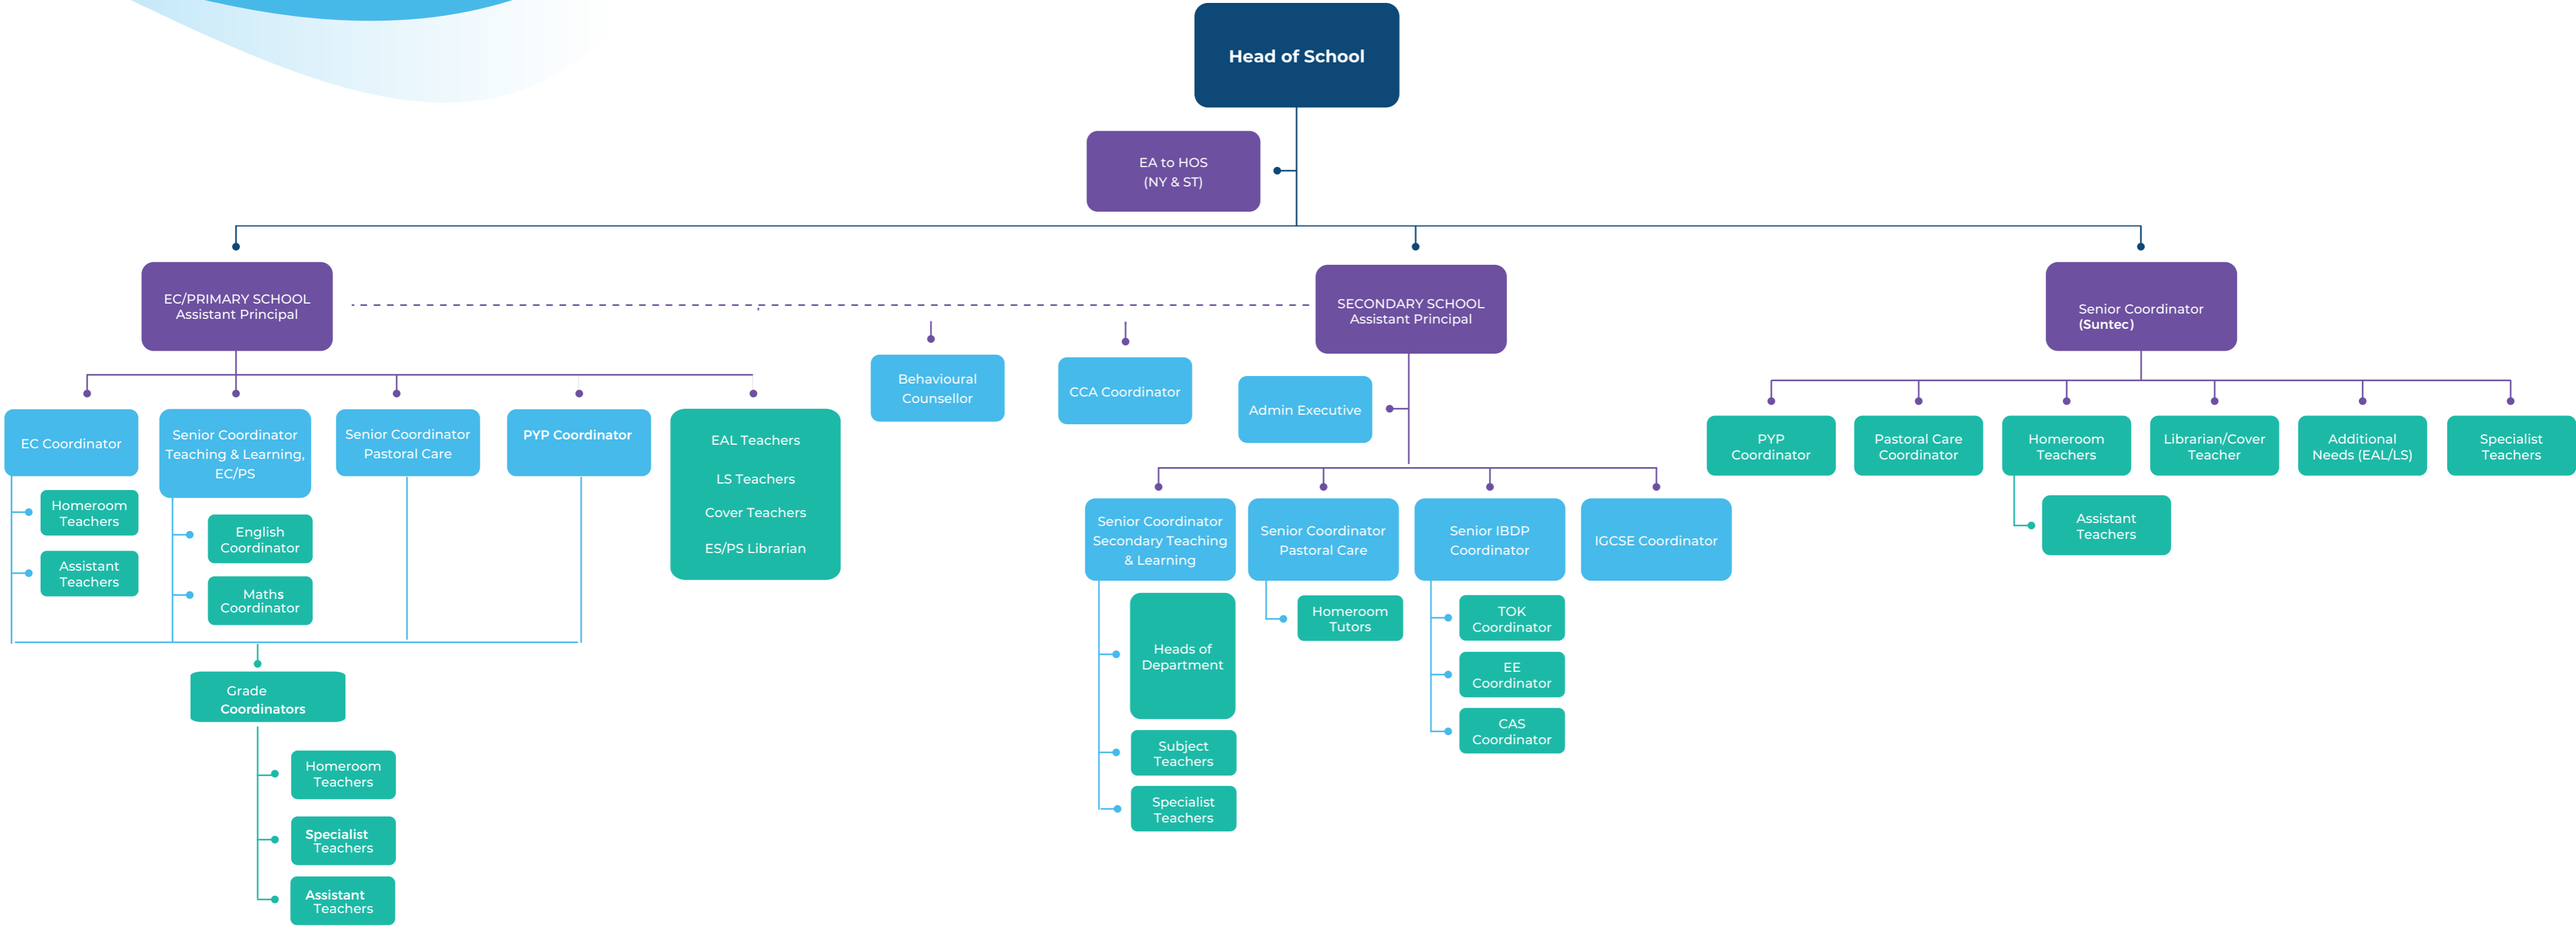 Head of School
EA to HOS
(NY & ST)
EC/PRIMARY SCHOOL
Assistant Principal
SECONDARY SCHOOL
Assistant Principal
Senior Coordinator
(Suntec)
Behavioural
Counsellor
CCA Coordinator
Admin Executive
EC Coordinator
Senior Coordinator
Teaching & Learning,
EC/PS
Senior Coordinator
Pastoral Care
PYP Coordinator
EAL Teachers
LS Teachers
Cover Teachers
ES/PS Librarian
PYP
Coordinator
Pastoral Care
Coordinator
Homeroom
Teachers
Librarian/Cover
Teacher
Additional
Needs (EAL/LS)
Specialist
Teachers
Assistant
Teachers
Homeroom
Teachers
Assistant
Teachers
English
Coordinator
Maths
Coordinator
Senior Coordinator
Secondary Teaching
& Learning
Senior Coordinator
Pastoral Care
Senior IBDP
Coordinator
IGCSE Coordinator
Heads of
Department
Subject
Teachers
Specialist
Teachers
Homeroom
Tutors
TOK
Coordinator
EE
Coordinator
CAS
Coordinator
Grade
Coordinators
Homeroom
Teachers
Specialist
Teachers
Assistant
Teachers